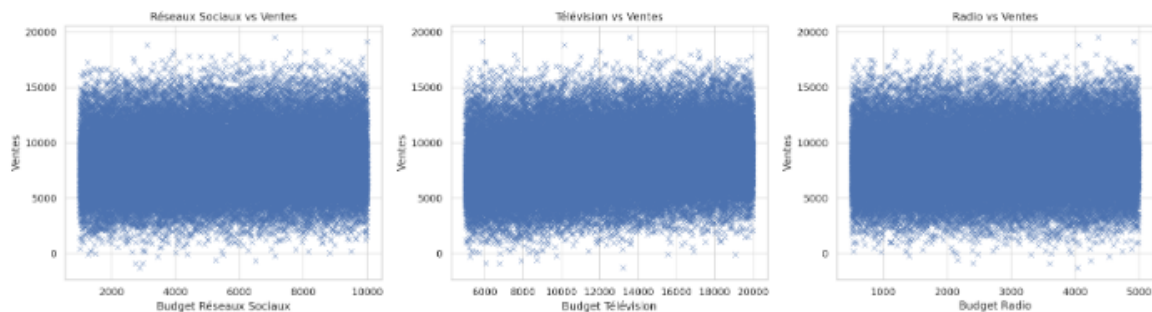 Réseaux Sociaux vs Ventes
20000
15000
10000
5000
0
Ventes
2000 4000 6000 8000 10000
Budget Réseaux Sociaux
Télévision vs Ventes
20000
15000
10000
5000
0
Ventes
6000 8000 10000 12000 14000 16000 18000 20000
Budget Télévision
Radio vs Ventes
20000
15000
10000
5000
0
Ventes
1000 2000 3000 4000 5000
Budget Radio